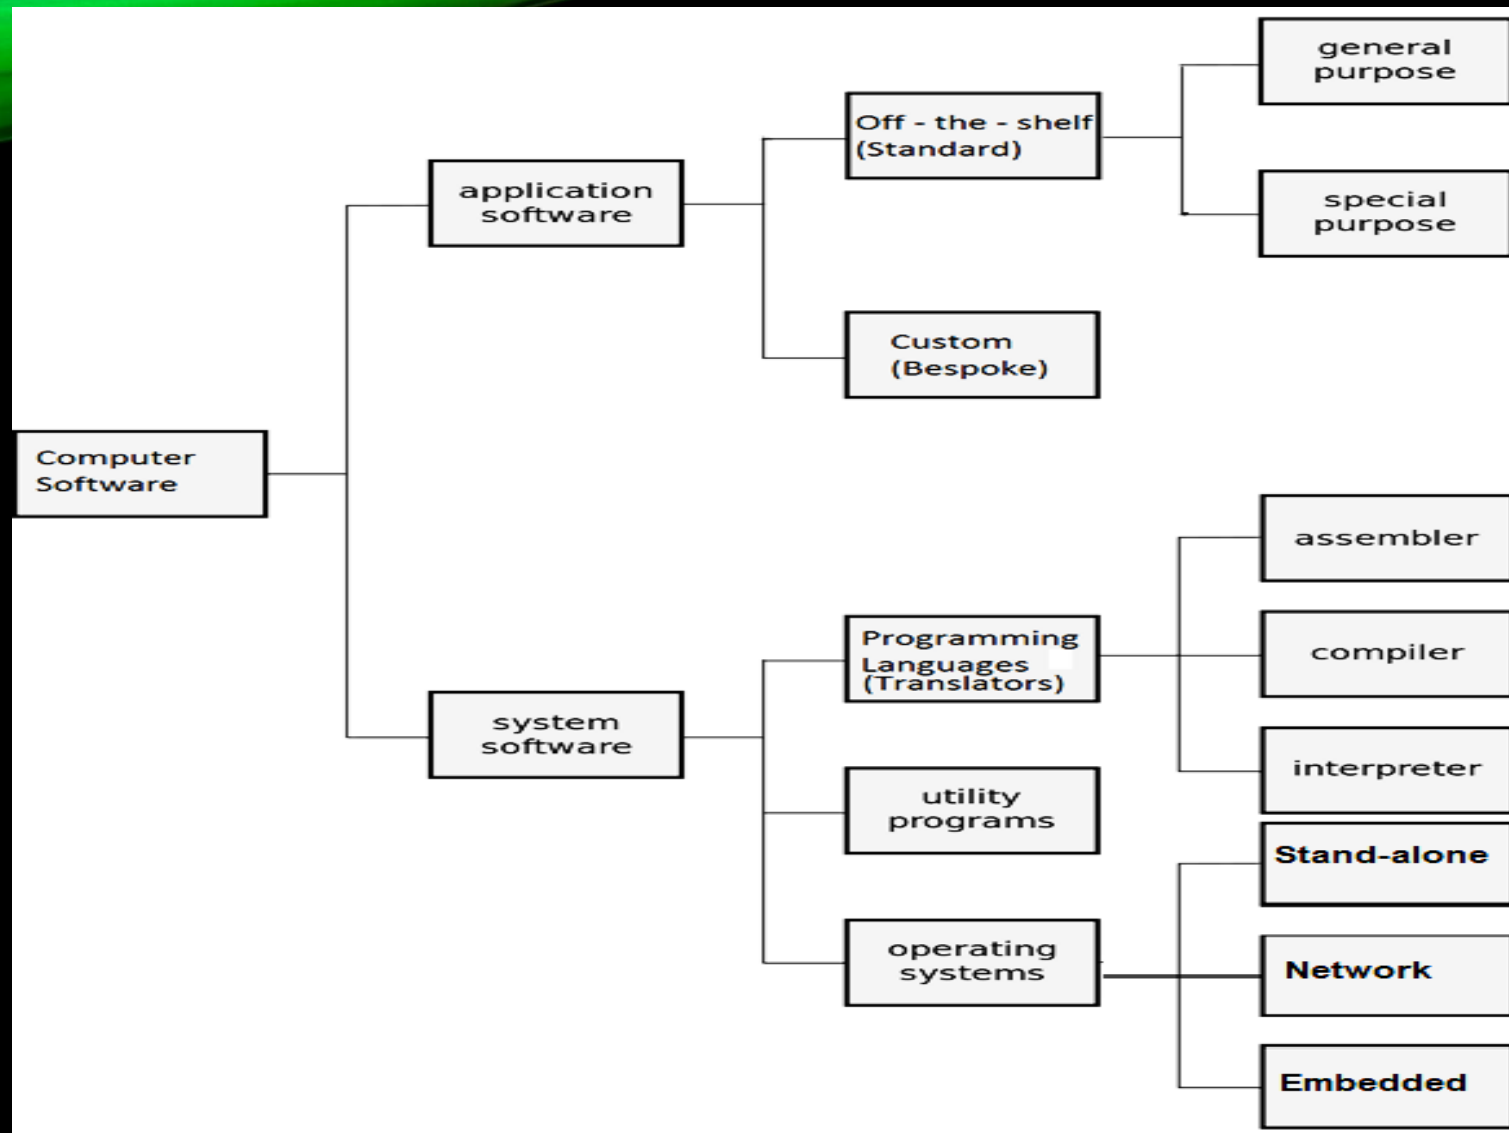 general
purpose
Off - the - shelf
(Standard)
application
software
special
purpose
Custom
(Bespoke)
Computer
Software
assembler
Programming
Languages
(Translators)
compiler
system
software
interpreter
utility
programs
Stand-alone
operating
systems
Network
Embedded